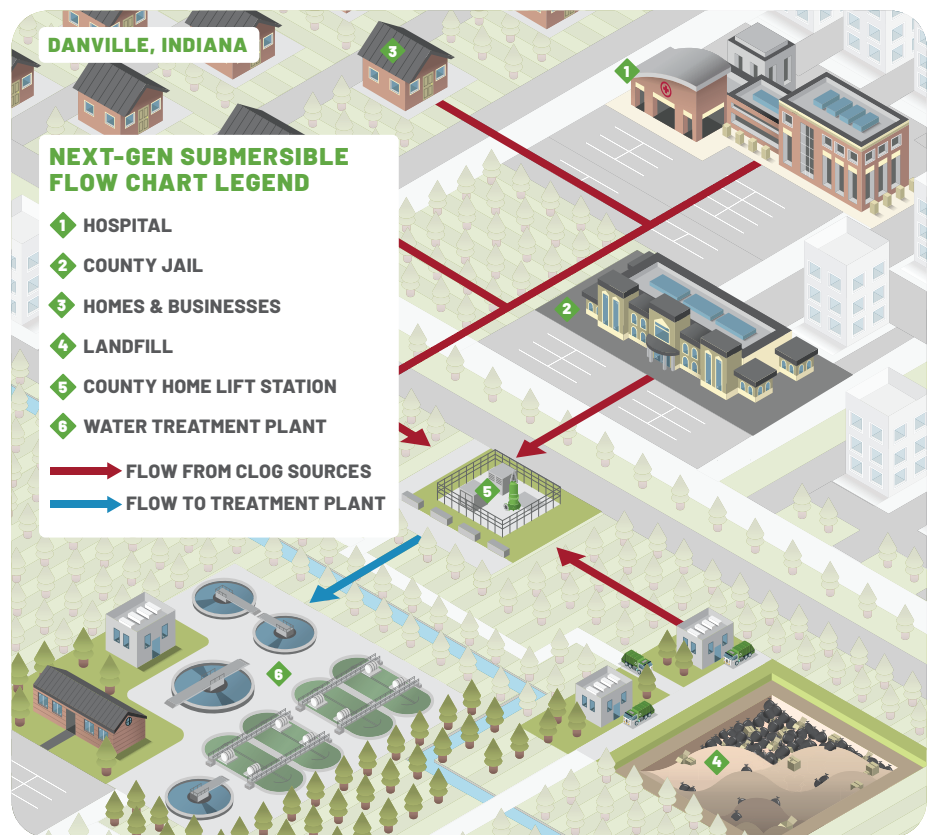 DANVILLE, INDIANA
NEXT-GEN SUBMERSIBLE
FLOW CHART LEGEND
1 HOSPITAL
2 COUNTY JAIL
3 HOMES & BUSINESSES
4 LANDFILL
5 COUNTY HOME LIFT STATION
6 WATER TREATMENT PLANT
FLOW FROM CLOG SOURCES
FLOW TO TREATMENT PLANT
3
1
2
5
6
4